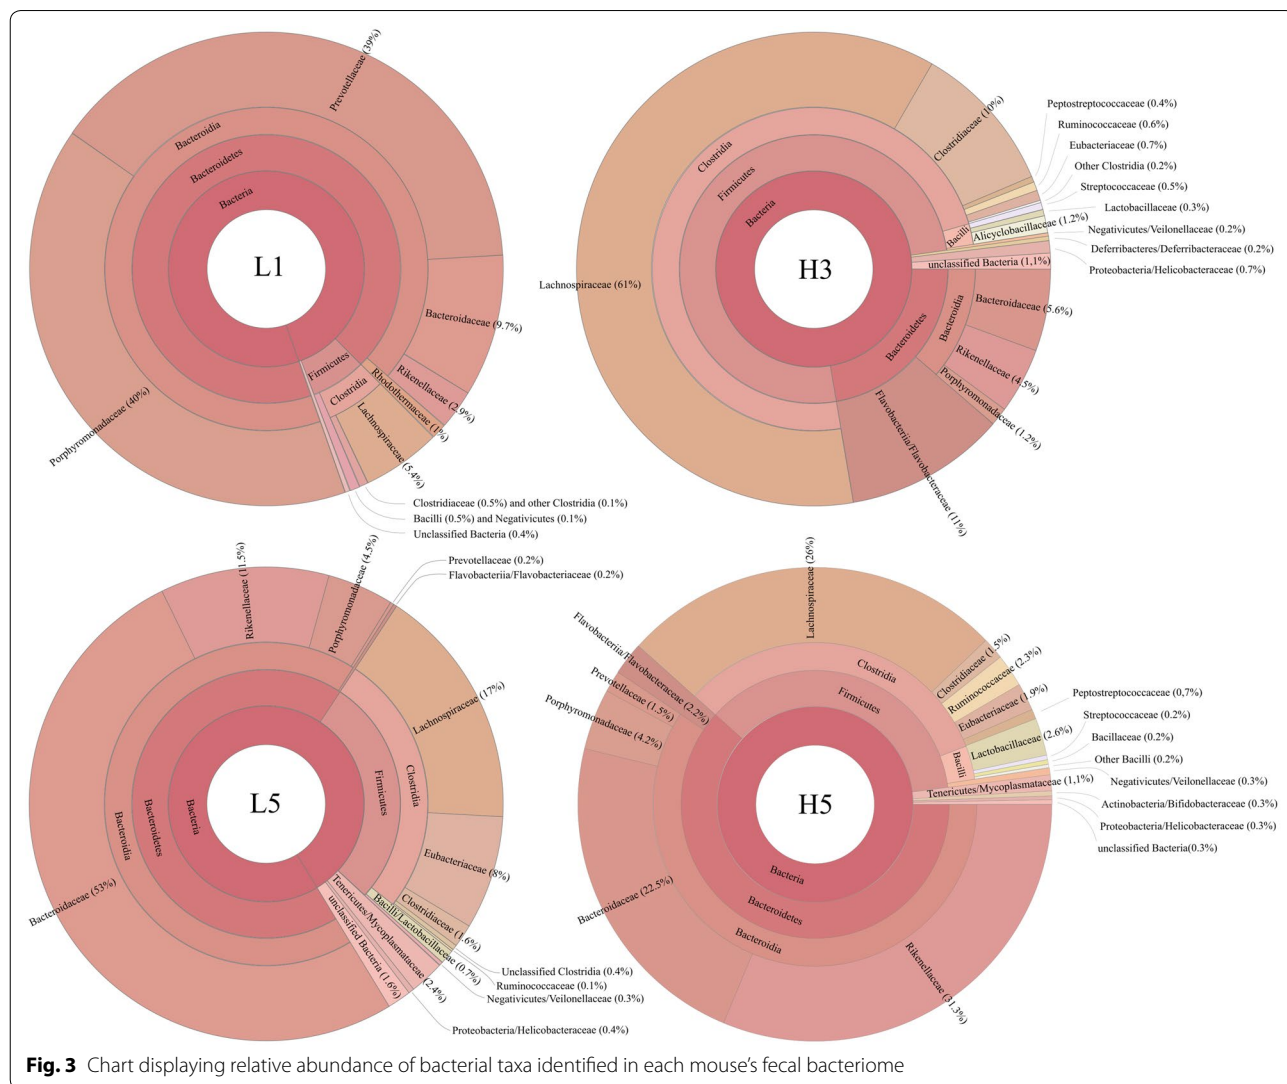 Prevotellaceae (39%)
Bacteroidia
Bacteroidetes
Bacteria
L1
Bacteroidaceae (9.7%)
Rikenellaceae (2.9%)
Rhodothermaceae (1%)
Firmicutes
Clostridia
Lachnospiraceae (5.4%)
Porphyromonadaceae (40%)
Clostridiaceae (0.5%) and other Clostridia (0.1%)
Bacilli (0.5%) and Negativicutes (0.1%)
Unclassified Bacteria (0.4%)
Clostridiaceae (10%)
Clostridia
Firmicutes
Bacteria
H3
Lachnospiraceae (61%)
Peptostreptococcaceae (0.4%)
Ruminococcaceae (0.6%)
Eubacteriaceae (0.7%)
Other Clostridia (0.2%)
Streptococcaceae (0.5%)
Lactobacillaceae (0.3%)
Bacilli
Alicyclobacillaceae (1.2%)
Negativicutes/Veilonellaceae (0.2%)
Deferribacteres/Deferribacteraceae (0.2%)
unclassified Bacteria (1,1%)
Proteobacteria/Helicobacteraceae (0.7%)
Bacteroidaceae (5.6%)
Bacteroidia
Bacteroidetes
Rikenellaceae (4.5%)
Porphyromonadaceae (1.2%)
Flavobacteriia/Flavobacteraceae (11%)
Rikenellaceae (11.5%)
Porphyromonadaceae (4.5%)
Prevotellaceae (0.2%)
Flavobacteriia/Flavobacteriaceae (0.2%)
Lachnospiraceae (17%)
Clostridia
Firmicutes
L5
Bacteria
Bacteroidetes
Bacteroidia
Bacteroidaceae (53%)
Eubacteriaceae (8%)
Clostridiaceae (1.6%)
Bacilli/Lactobacillaceae (0.7%)
Tenericutes/Mycoplasmataceae (2.4%)
unclassified Bacteria (1.6%)
Unclassified Clostridia (0.4%)
Ruminococcaceae (0.1%)
Negativicutes/Veilonellaceae (0.3%)
Proteobacteria/Helicobacteraceae (0.4%)
Lachnospiraceae (26%)
Flavobacteriia/Flavobacteraceae (2.2%)
Prevotellaceae (1.5%)
Porphyromonadaceae (4.2%)
Clostridia
Firmicutes
Clostridiaceae (1.5%)
Ruminococcaceae (2.3%)
Eubacteriaceae (1.9%)
Peptostreptococcaceae (0,7%)
Lactobacillaceae (2.6%)
Bacilli
Streptococcaceae (0.2%)
Bacillaceae (0.2%)
Other Bacilli (0.2%)
Negativicutes/Veilonellaceae (0.3%)
Tenericutes/Mycoplasmataceae (1,1%)
Actinobacteria/Bifidobacteraceae (0.3%)
Proteobacteria/Helicobacteraceae (0.3%)
unclassified Bacteria(0.3%)
H5
Bacteria
Bacteroidetes
Bacteroidia
Bacteroidaceae (22.5%)
Rikenellaceae (31.3%)
Fig. 3 Chart displaying relative abundance of bacterial taxa identified in each mouse's fecal bacteriome